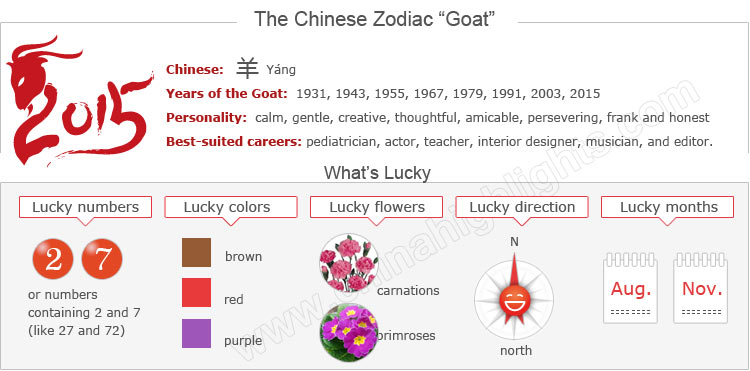 The Chinese Zodiac “Goat”
2015
Chinese: 羊 Yáng
Years of the Goat: 1931, 1943, 1955, 1967, 1979, 1991, 2003, 2015
Personality: calm, gentle, creative, thoughtful, amicable, persevering, frank and honest
Best-suited careers: pediatrician, actor, teacher, interior designer, musician, and editor.
What’s Lucky
Lucky numbers
2 7
or numbers
containing 2 and 7
(like 27 and 72)
Lucky colors
brown
red
purple
Lucky flowers
carnations
primroses
Lucky direction
N
north
Lucky months
Aug. Nov.
www.chinahighlights.com